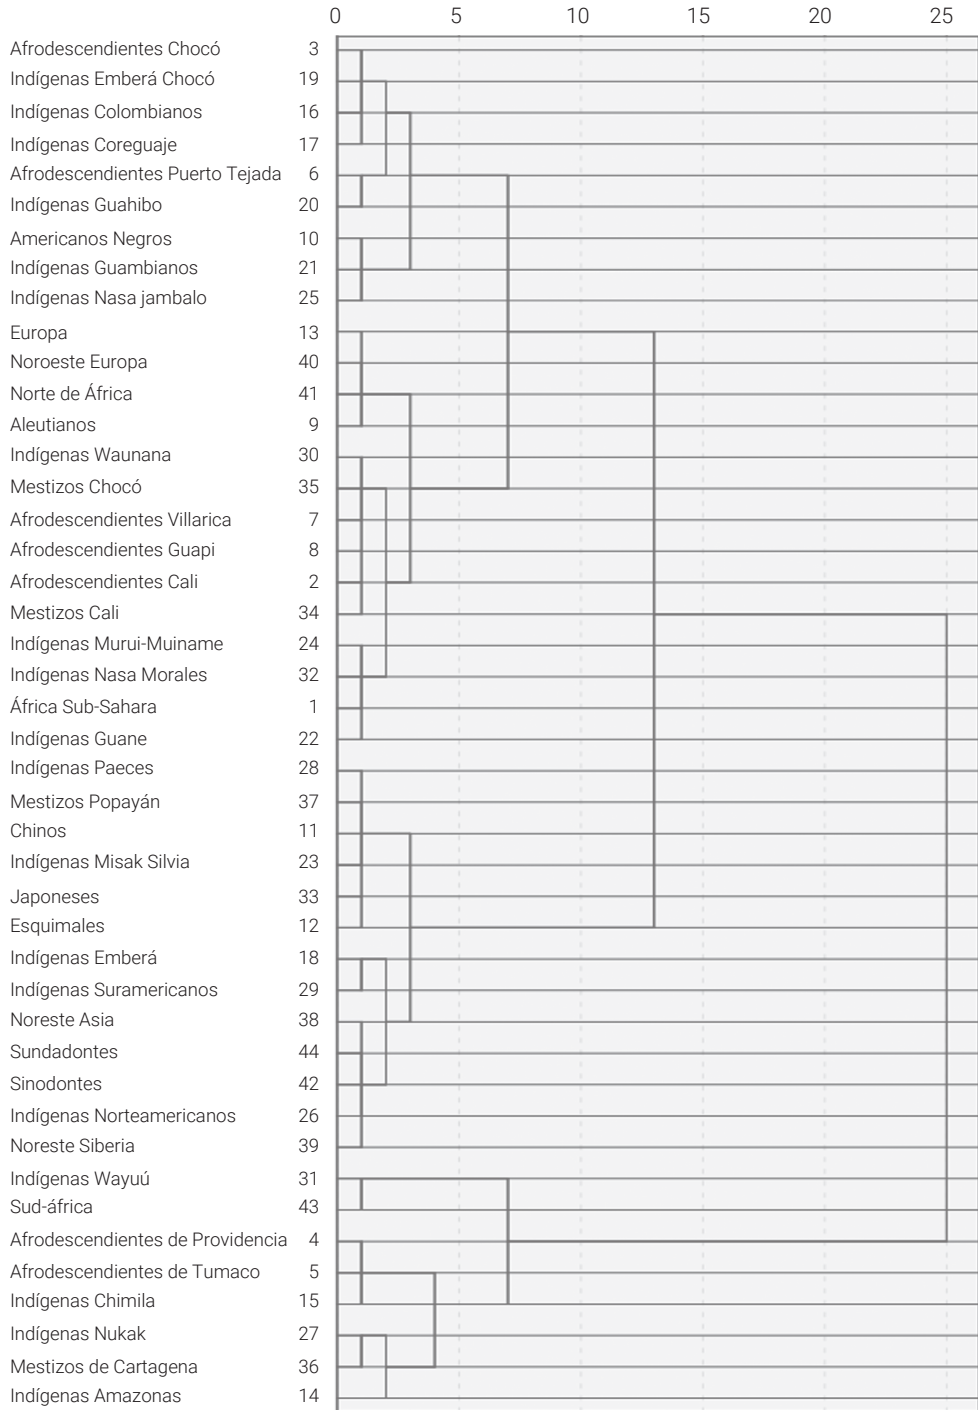 0 5 10 15 20 25
Afrodescendientes Chocó 3
Indígenas Emberá Chocó 19
Indígenas Colombianos 16
Indígenas Coreguaje 17
Afrodescendientes Puerto Tejada 6
Indígenas Guahibo 20
Americanos Negros 10
Indígenas Guambianos 21
Indígenas Nasa jambalo 25
Europa 13
Noroeste Europa 40
Norte de África 41
Aleutianos 9
Indígenas Waunana 30
Mestizos Chocó 35
Afrodescendientes Villarica 7
Afrodescendientes Guapi 8
Afrodescendientes Cali 2
Mestizos Cali 34
Indígenas Murui-Muiname 24
Indígenas Nasa Morales 32
África Sub-Sahara 1
Indígenas Guane 22
Indígenas Paeces 28
Mestizos Popayán 37
Chinos 11
Indígenas Misak Silvia 23
Japoneses 33
Esquimales 12
Indígenas Emberá 18
Indígenas Suramericanos 29
Noreste Asia 38
Sundadontes 44
Sinodontes 42
Indígenas Norteamericanos 26
Noreste Siberia 39
Indígenas Wayuú 31
Sud-áfrica 43
Afrodescendientes de Providencia 4
Afrodescendientes de Tumaco 5
Indígenas Chimila 15
Indígenas Nukak 27
Mestizos de Cartagena 36
Indígenas Amazonas 14